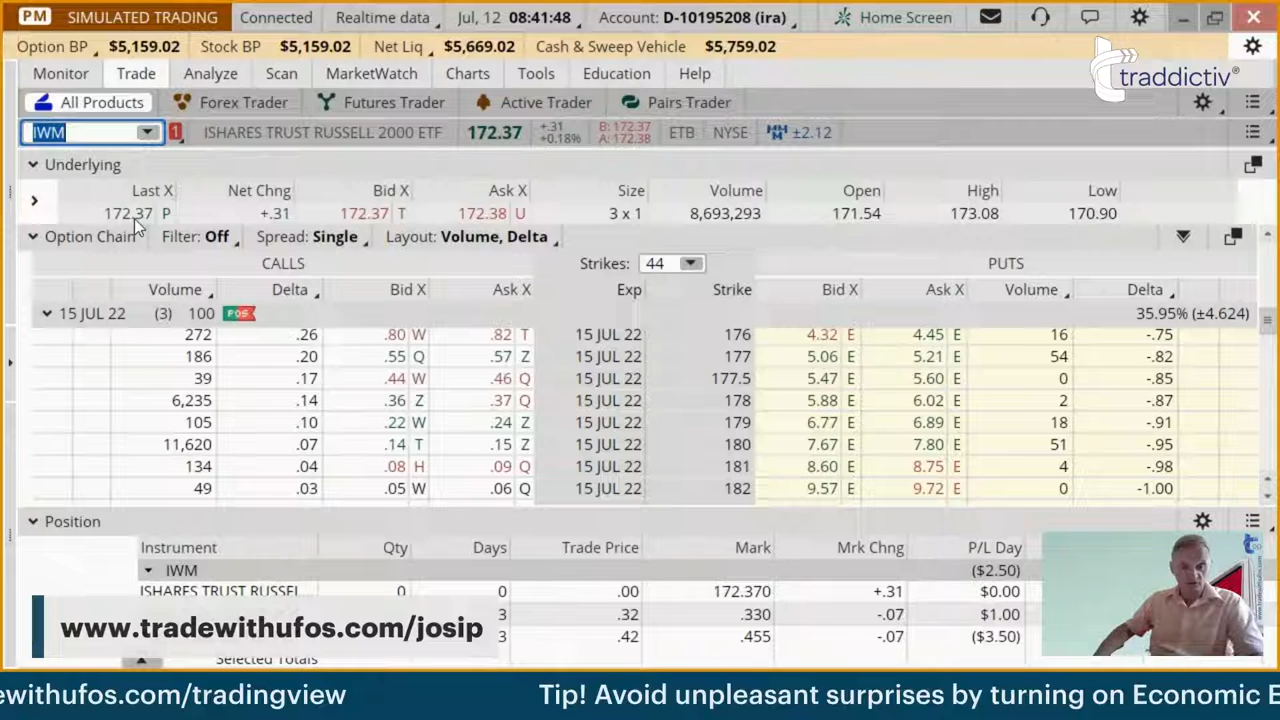 PM SIMULATED TRADING Connected Realtime data Jul, 12 08:41:48 Account: D-10195208 (ira) Home Screen
Option BP $5,159.02 Stock BP $5,159.02 Net Liq $5,669.02 Cash & Sweep Vehicle $5,759.02
Monitor Trade Analyze Scan MarketWatch Charts Tools Education Help
traddictiv®
All Products Forex Trader Futures Trader Active Trader Pairs Trader
IWM 1 ISHARES TRUST RUSSELL 2000 ETF 172.37 +.31 +0.18% B: 172.37 A: 172.38 ETB NYSE ±2.12
Underlying
Last X Net Chng Bid X Ask X Size Volume Open High Low
172.37 P +.31 172.37 T 172.38 U 3 x 1 8,693,293 171.54 173.08 170.90
Option Chain Filter: Off Spread: Single Layout: Volume, Delta
CALLS Strikes: 44 PUTS
Volume Delta Bid X Ask X Exp Strike Bid X Ask X Volume Delta
15 JUL 22 (3) 100 POS 35.95% (±4.624)
272 .26 .80 W .82 T 15 JUL 22 176 4.32 E 4.45 E 16 -.75
186 .20 .55 Q .57 Z 15 JUL 22 177 5.06 E 5.21 E 54 -.82
39 .17 .44 W .46 Q 15 JUL 22 177.5 5.47 E 5.60 E 0 -.85
6,235 .14 .36 Z .37 Q 15 JUL 22 178 5.88 E 6.02 E 2 -.87
105 .10 .22 W .24 Z 15 JUL 22 179 6.77 E 6.89 E 18 -.91
11,620 .07 .14 T .15 Z 15 JUL 22 180 7.67 E 7.80 E 51 -.95
134 .04 .08 H .09 Q 15 JUL 22 181 8.60 E 8.75 E 4 -.98
49 .03 .05 W .06 Q 15 JUL 22 182 9.57 E 9.72 E 0 -1.00
Position
Instrument Qty Days Trade Price Mark Mrk Chng P/L Day
IWM ($2.50)
ISHARES TRUST RUSSEL 0 0 .00 172.370 +.31 $0.00
3 .32 .330 -.07 $1.00
3 .42 .455 -.07 ($3.50)
www.tradewithufos.com/josip
Selected Totals
ewithufos.com/tradingview Tip! Avoid unpleasant surprises by turning on Economic E